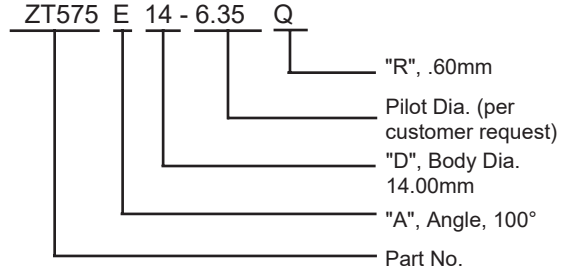 ZT575 E 14 - 6.35 Q
"R", .60mm
Pilot Dia. (per
customer request)
"D", Body Dia.
14.00mm
"A", Angle, 100°
Part No.